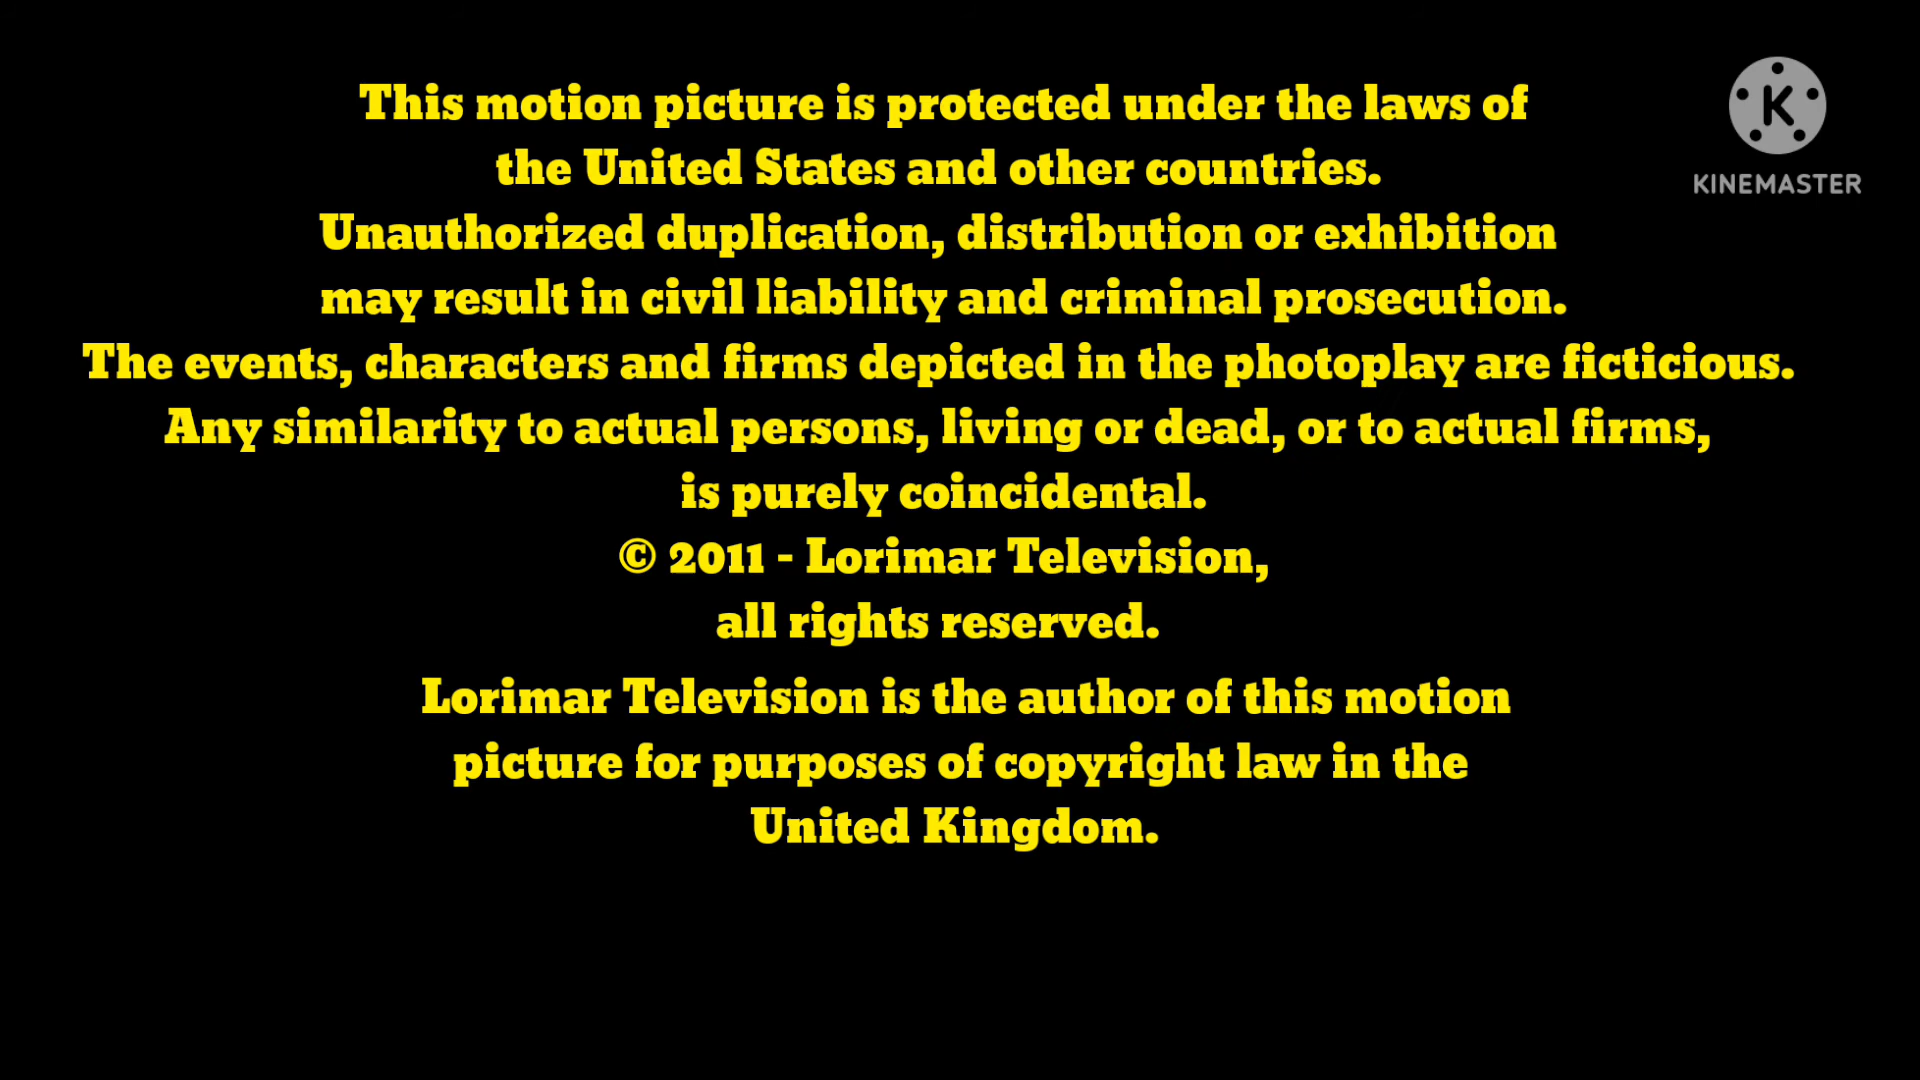 This motion picture is protected under the laws of
the United States and other countries.
Unauthorized duplication, distribution or exhibition
may result in civil liability and criminal prosecution.
The events, characters and firms depicted in the photoplay are ficticious.
Any similarity to actual persons, living or dead, or to actual firms,
is purely coincidental.
© 2011 - Lorimar Television,
all rights reserved.
Lorimar Television is the author of this motion
picture for purposes of copyright law in the
United Kingdom.
K
KINEMASTER